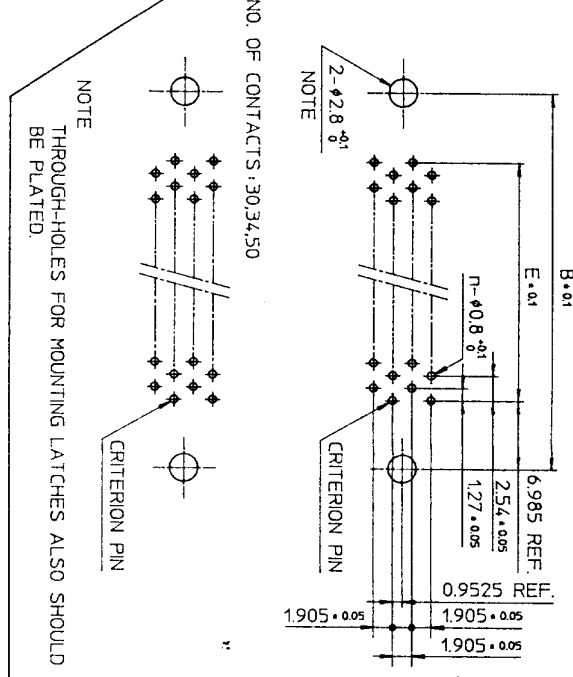 B±0.1
E±0.1
2-φ2.8 +0.1 0
NOTE
n-φ0.8 +0.1 0
CRITERION PIN
6.985 REF.
2.54±0.05
1.27±0.05
0.9525 REF.
1.905±0.05
1.905±0.05
1.905±0.05
NO. OF CONTACTS : 30,34,50
CRITERION PIN
NOTE
THROUGH-HOLES FOR MOUNTING LATCHES ALSO SHOULD
BE PLATED.